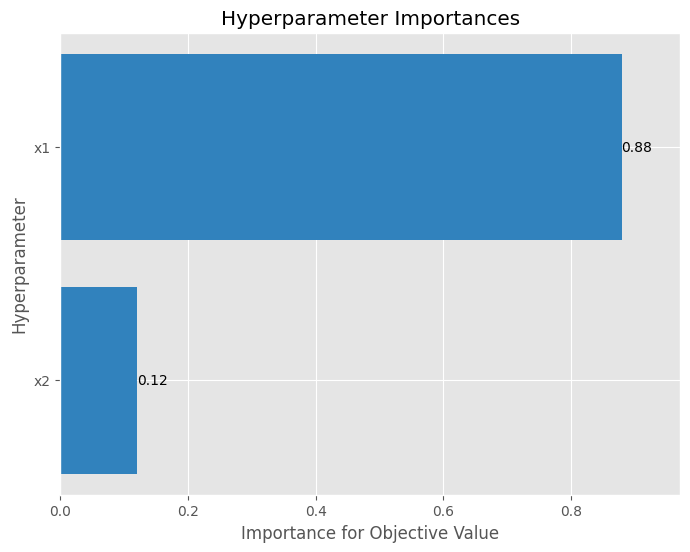 Hyperparameter Importances
Hyperparameter
x1
0.88
x2
0.12
0.0 0.2 0.4 0.6 0.8
Importance for Objective Value